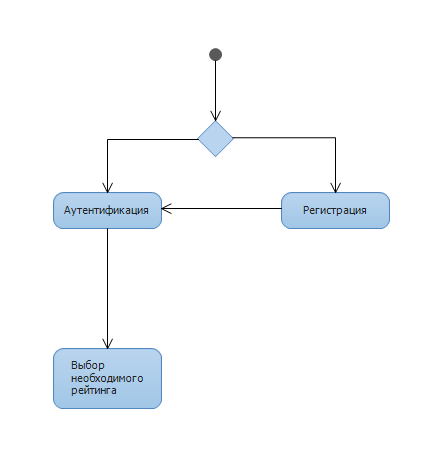 Аутентификация
Регистрация
Выбор
необходимого
рейтинга